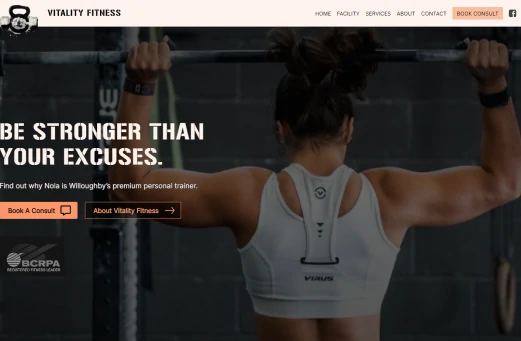 VITALITY FITNESS
HOME FACILITY SERVICES ABOUT CONTACT BOOK CONSULT
BE STRONGER THAN
YOUR EXCUSES.
Find out why Nola is Willoughby's premium personal trainer.
Book A Consult
About Vitality Fitness
BCRPA
REGISTERED FITNESS LEADER
VIRUS